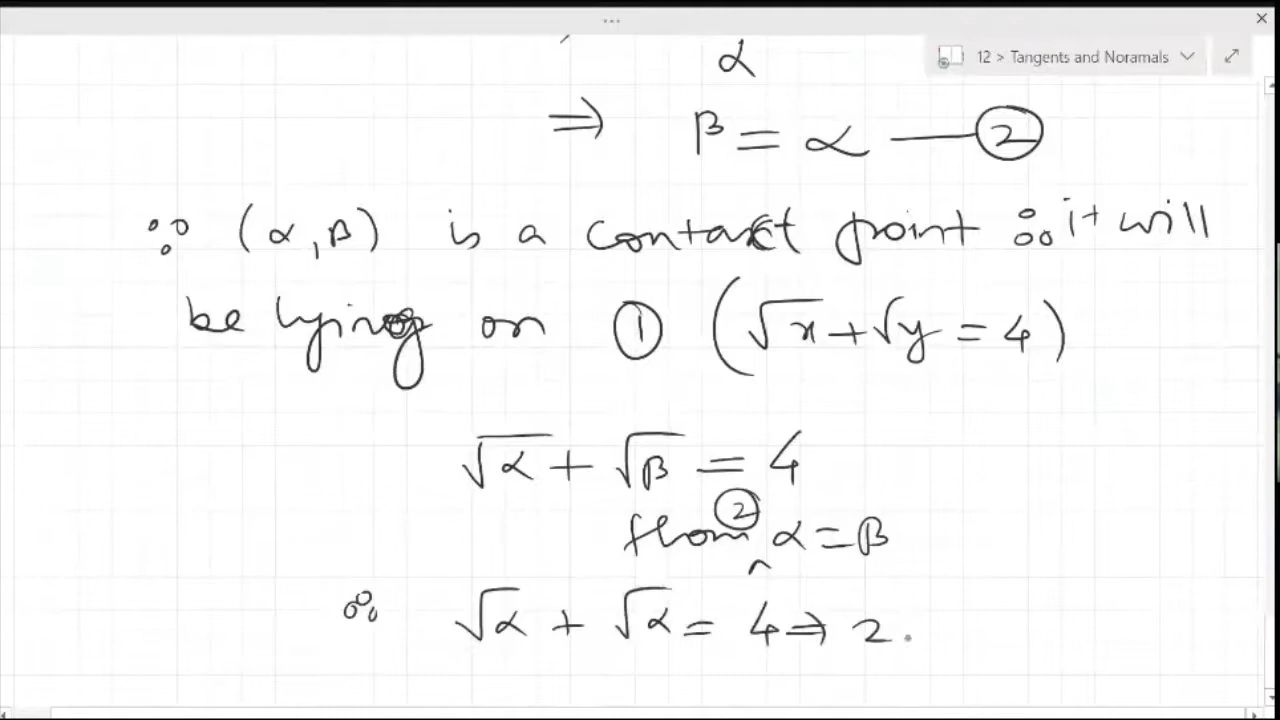 12 > Tangents and Noramals
α
⇒ β = α — ②
∵ (α, β) is a contact point ∴ it will
be lying on ① (√x + √y = 4)
√α + √β = 4
from ② α = β
∴ √α + √α = 4 ⇒ 2